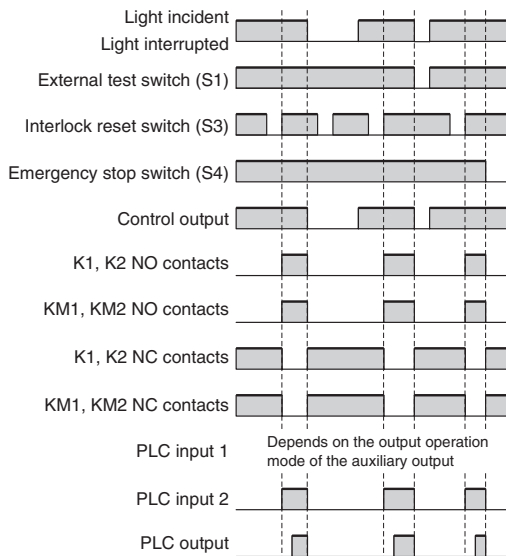 Light incident
Light interrupted
External test switch (S1)
Interlock reset switch (S3)
Emergency stop switch (S4)
Control output
K1, K2 NO contacts
KM1, KM2 NO contacts
K1, K2 NC contacts
KM1, KM2 NC contacts
PLC input 1
Depends on the output operation
mode of the auxiliary output
PLC input 2
PLC output